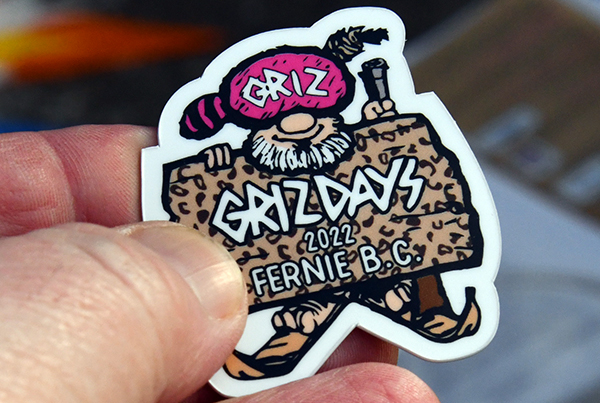 GRIZ
GRIZ DAYS
2022
FERNIE B.C.